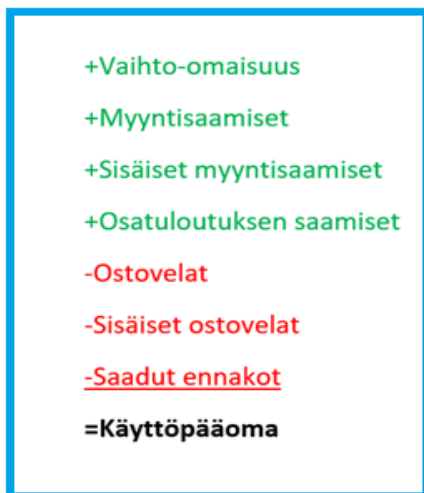 +Vaihto-omaisuus
+Myyntisaamiset
+Sisäiset myyntisaamiset
+Osatuloutuksen saamiset
-Ostovelat
-Sisäiset ostovelat
-Saadut ennakot
=Käyttöpääoma